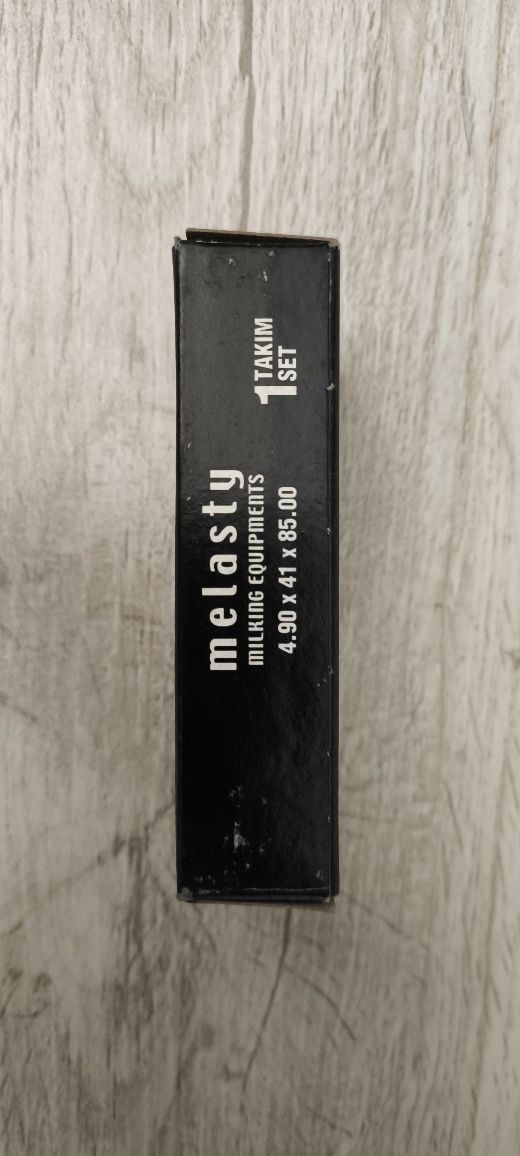 melasty
MILKING EQUIPMENTS
4.90 x 41 x 85.00
1 TAKIM
SET